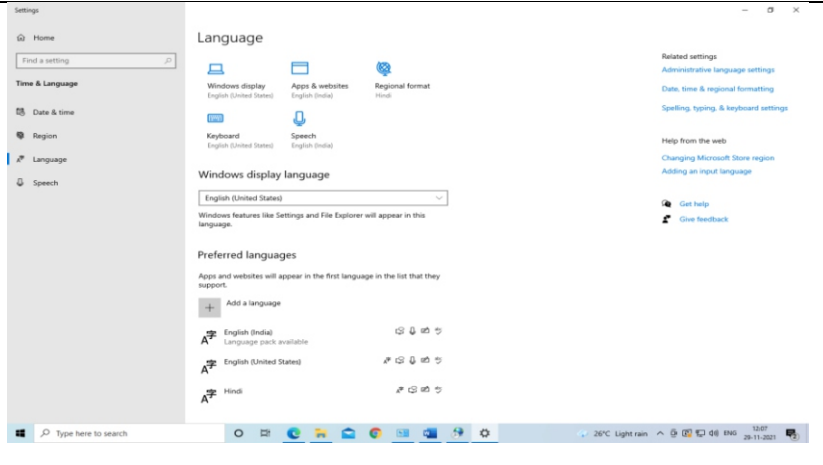 Settings
Home
Find a setting
Time & Language
Date & time
Region
Language
Speech
Language
Windows display
English (United States)
Apps & websites
English (India)
Regional format
Hindi
Keyboard
English (United States)
Speech
English (India)
Windows display language
English (United States)
Windows features like Settings and File Explorer will appear in this
language.
Preferred languages
Apps and websites will appear in the first language in the list that they
support.
Add a language
English (India)
Language pack available
English (United States)
Hindi
Related settings
Administrative language settings
Date, time & regional formatting
Spelling, typing, & keyboard settings
Help from the web
Changing Microsoft Store region
Adding an input language
Get help
Give feedback
Type here to search
26°C Light rain
ENG
12:07
29-11-2021